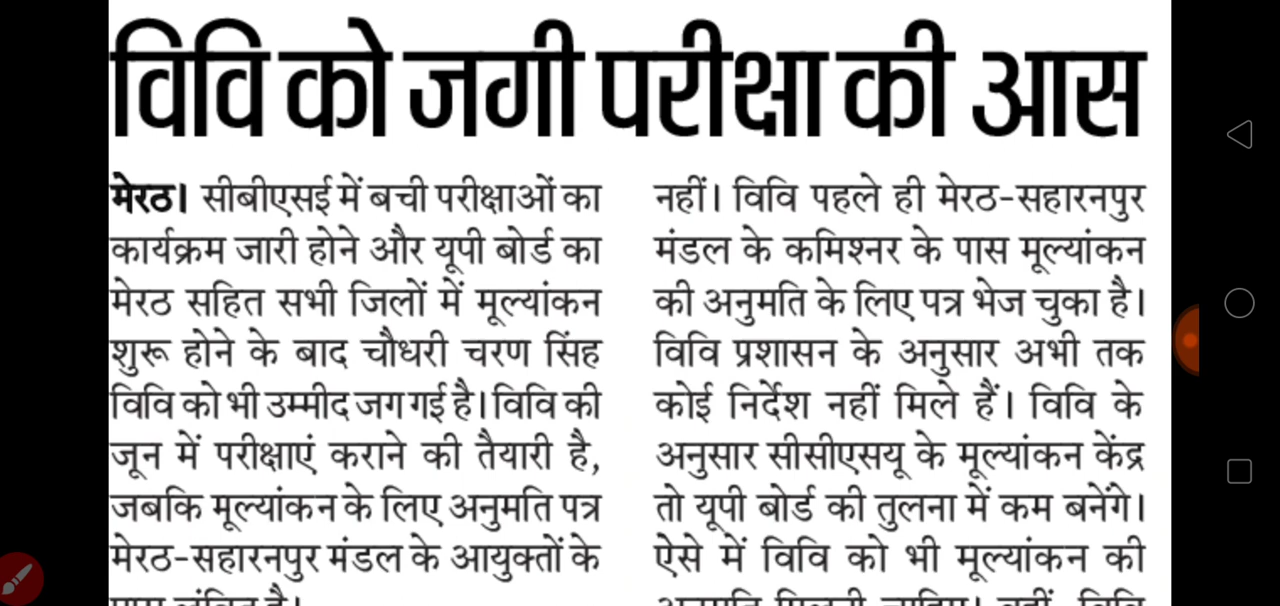 विवि को जगी परीक्षा की आस
मेरठ। सीबीएसई में बची परीक्षाओं का
कार्यक्रम जारी होने और यूपी बोर्ड का
मेरठ सहित सभी जिलों में मूल्यांकन
शुरू होने के बाद चौधरी चरण सिंह
विवि को भी उम्मीद जग गई है। विवि की
जून में परीक्षाएं कराने की तैयारी है,
जबकि मूल्यांकन के लिए अनुमति पत्र
मेरठ-सहारनपुर मंडल के आयुक्तों के
नहीं। विवि पहले ही मेरठ-सहारनपुर
मंडल के कमिश्नर के पास मूल्यांकन
की अनुमति के लिए पत्र भेज चुका है।
विवि प्रशासन के अनुसार अभी तक
कोई निर्देश नहीं मिले हैं। विवि के
अनुसार सीसीएसयू के मूल्यांकन केंद्र
तो यूपी बोर्ड की तुलना में कम बनेंगे।
ऐसे में विवि को भी मूल्यांकन की